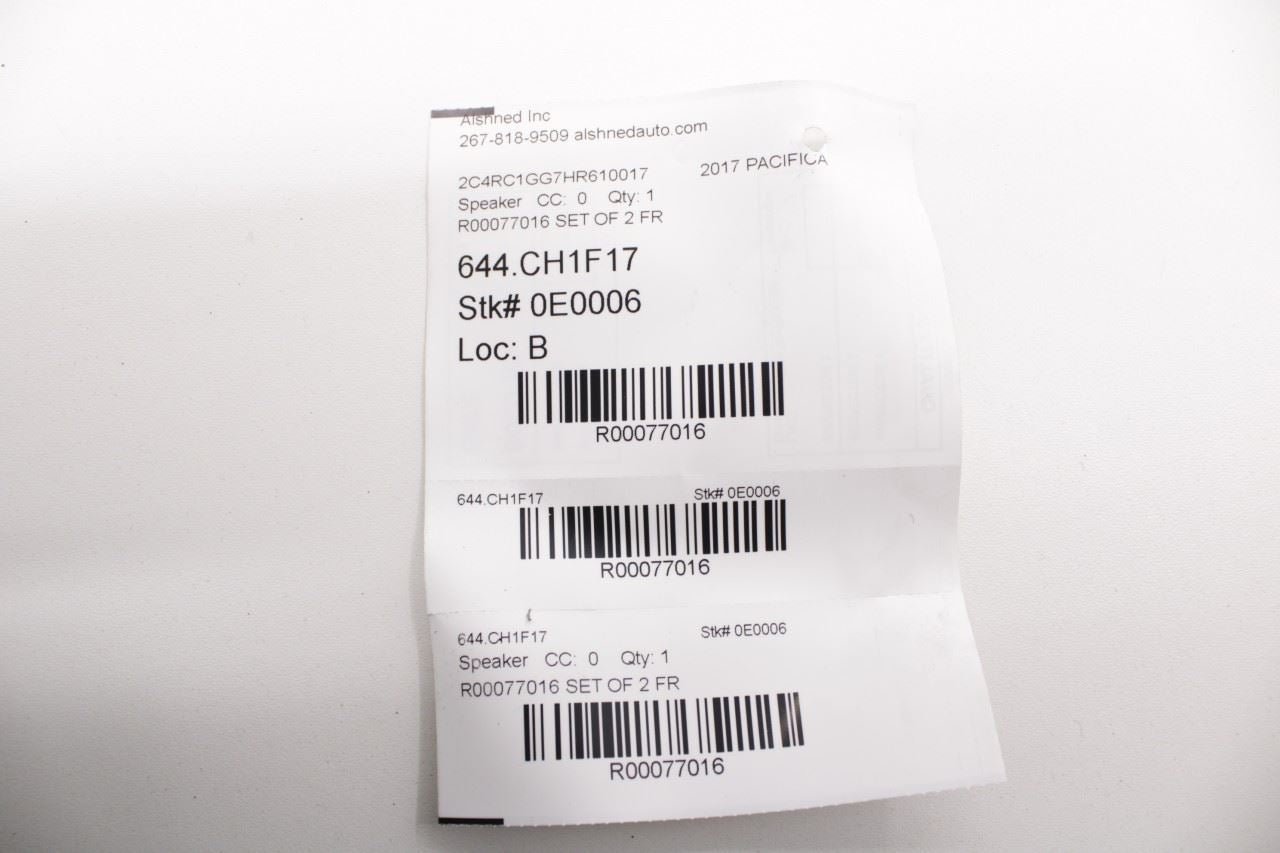 Alshned Inc
267-818-9509 alshnedauto.com
2C4RC1GG7HR610017 2017 PACIFICA
Speaker CC: 0 Qty: 1
R00077016 SET OF 2 FR
644.CH1F17
Stk# 0E0006
Loc: B
R00077016
644.CH1F17 Stk# 0E0006
R00077016
644.CH1F17 Stk# 0E0006
Speaker CC: 0 Qty: 1
R00077016 SET OF 2 FR
R00077016